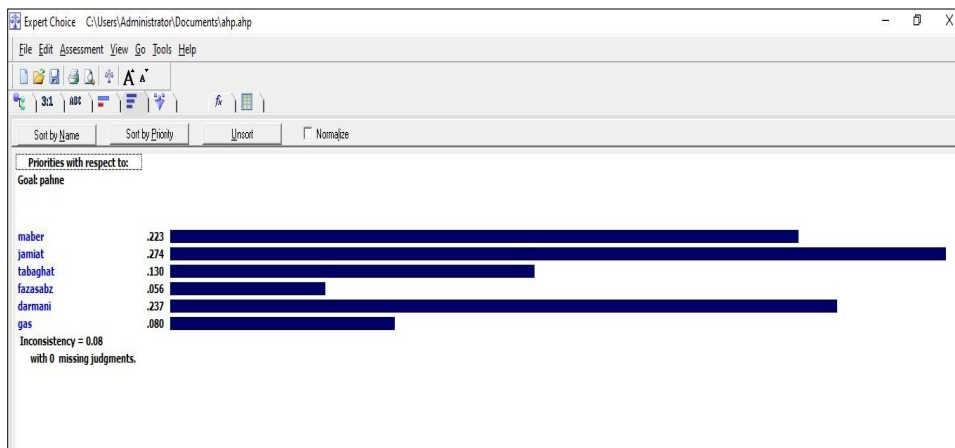 Expert Choice C:\Users\Administrator\Documents\ahp.ahp
File Edit Assessment View Go Tools Help
A A
3:1 ABC fx
Sort by Name Sort by Priority Unsort Normalize
Priorities with respect to:
Goal: pahne
maber .223
jamiat .274
tabaghat .130
fazasabz .056
darmani .237
gas .080
Inconsistency = 0.08
with 0 missing judgments.